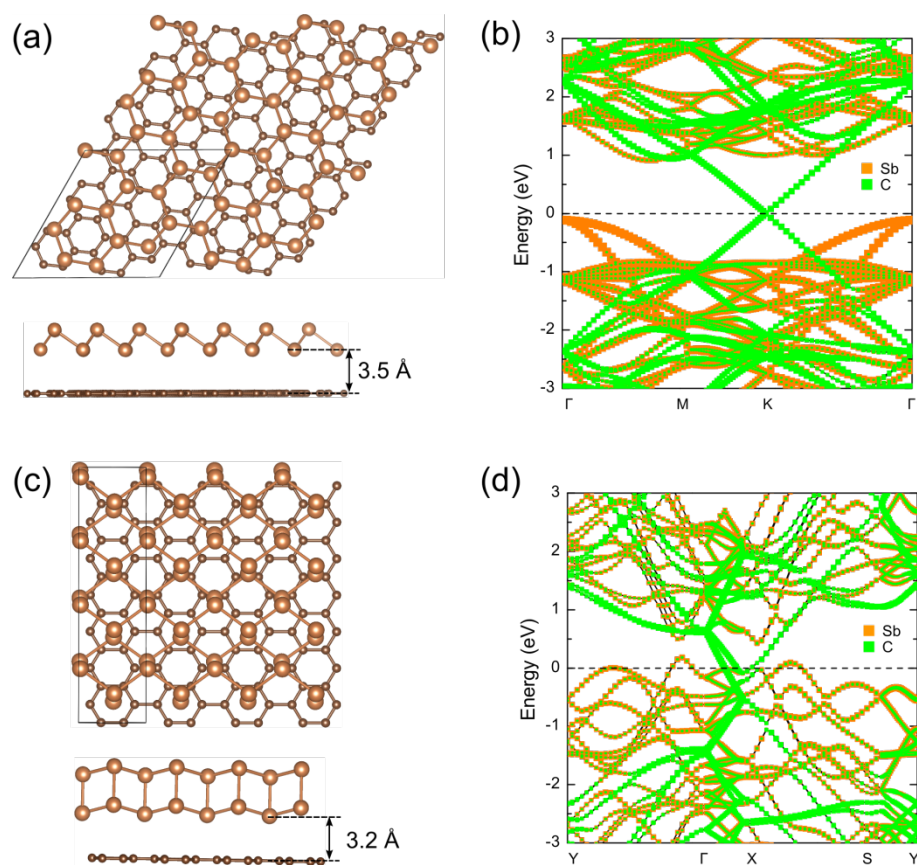 (a)
3.5 Å
(b)
Energy (eV)
3
2
1
0
-1
-2
-3
Sb
C
Γ M K Γ
(c)
3.2 Å
(d)
Energy (eV)
3
2
1
0
-1
-2
-3
Sb
C
Y Γ X S Y